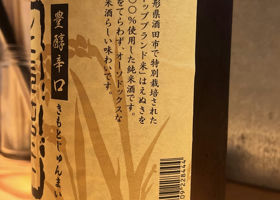 形県酒田市で特別栽培された
ップブランド米」はえぬきを
〇〇％使用した純米酒です。
をてらわず、オーソドックスな
米酒らしい味わいです。
豊醇辛口
きもとじゅんまい